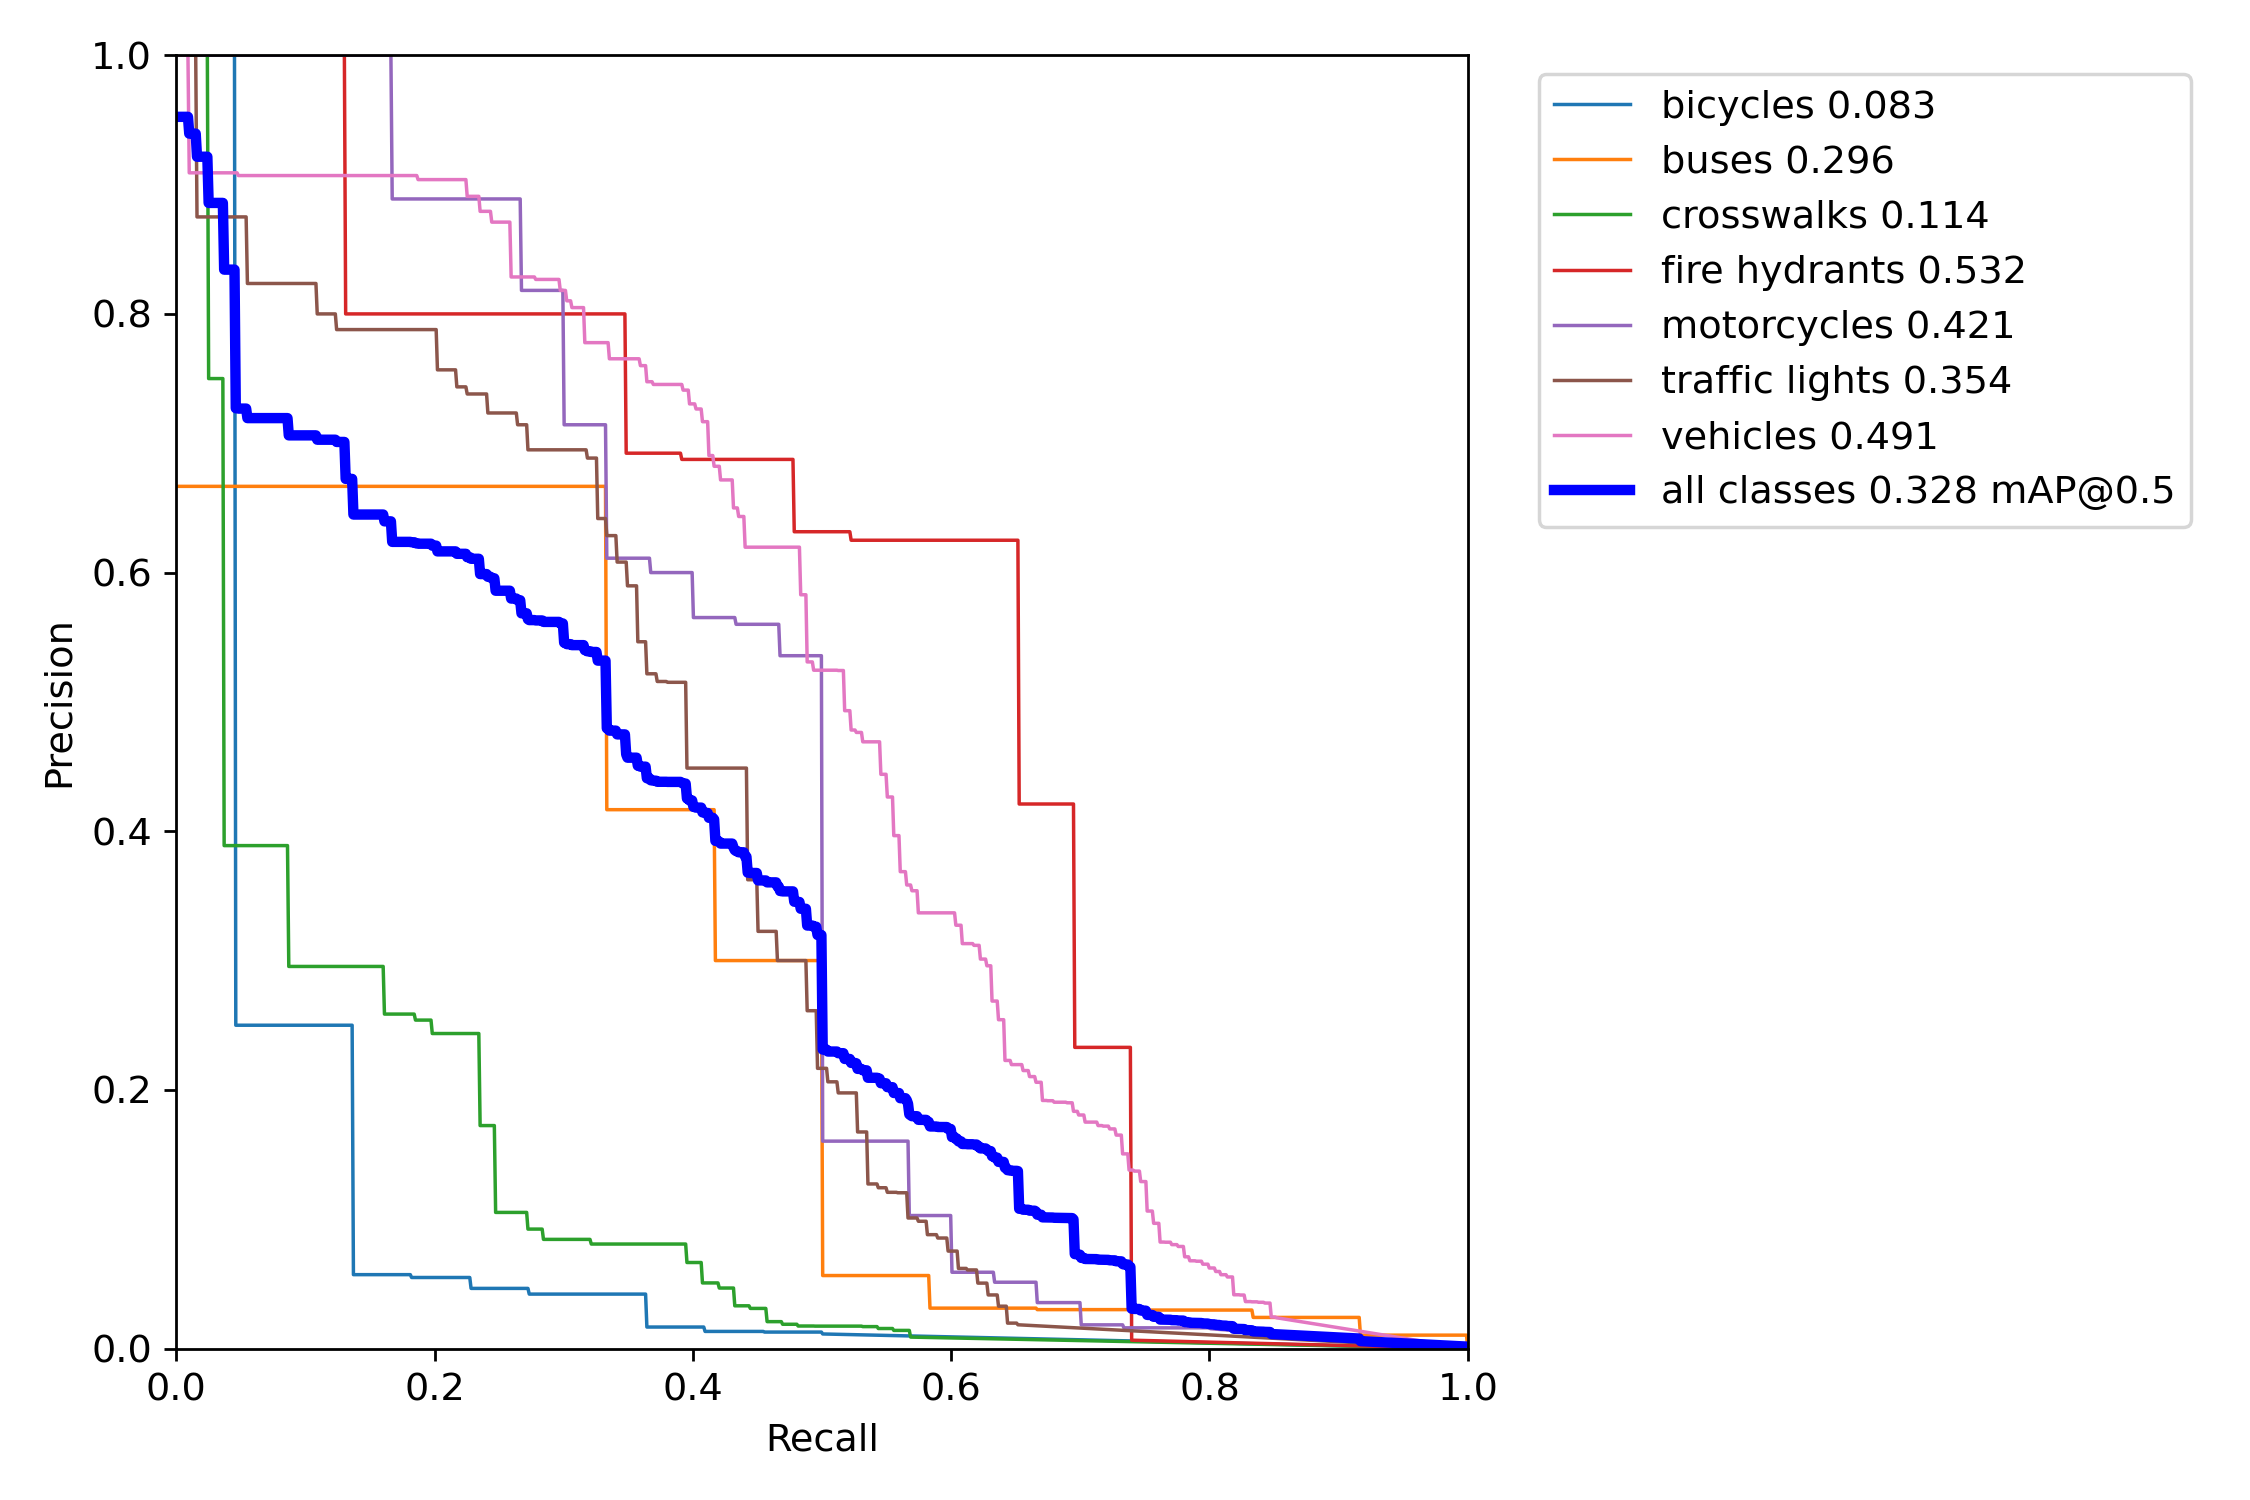 1.0
0.8
0.6
0.4
0.2
0.0
0.0 0.2 0.4 0.6 0.8 1.0
Precision
Recall
bicycles 0.083
buses 0.296
crosswalks 0.114
fire hydrants 0.532
motorcycles 0.421
traffic lights 0.354
vehicles 0.491
all classes 0.328 mAP@0.5